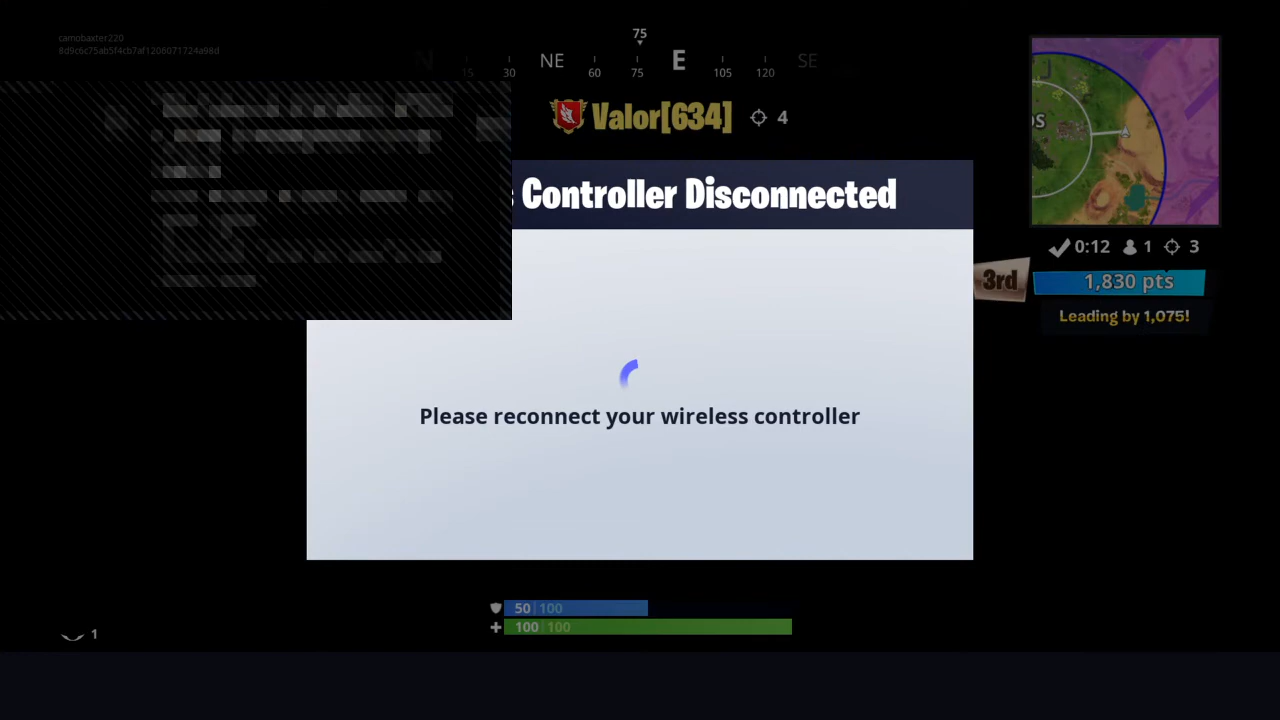 camobaxter220
8d9c6c75ab5f4cb7af1206071724a98d
75
N 15 30 NE 60 75 E 105 120 SE
Valor[634] 4
Controller Disconnected
Please reconnect your wireless controller
0:12 1 3
3rd 1,830 pts
Leading by 1,075!
50 | 100
100 | 100
1